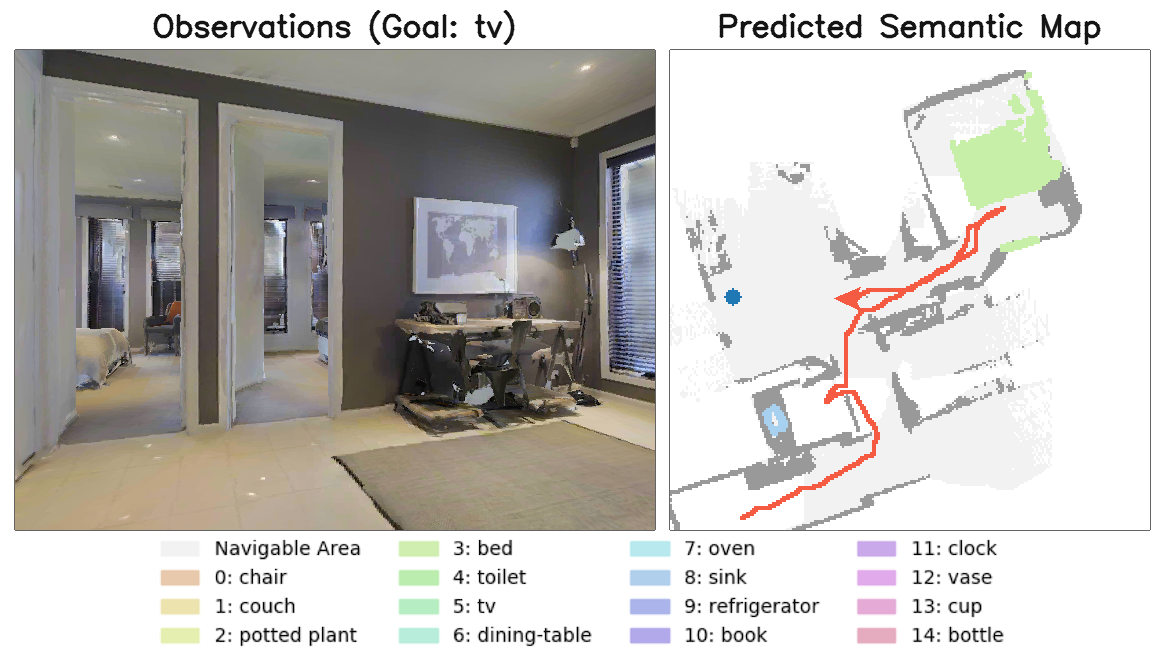 Observations (Goal: tv)
Predicted Semantic Map
Navigable Area
0: chair
1: couch
2: potted plant
3: bed
4: toilet
5: tv
6: dining-table
7: oven
8: sink
9: refrigerator
10: book
11: clock
12: vase
13: cup
14: bottle